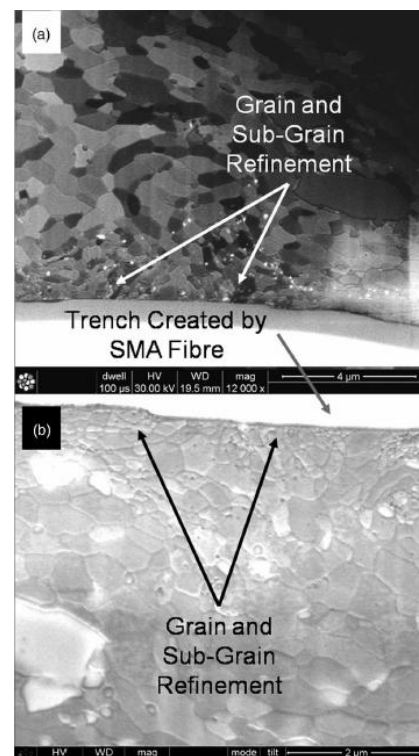 (a)
Grain and
Sub-Grain
Refinement
Trench Created by
SMA Fibre
dwell HV WD mag 4 µm
100 µs 30.00 kV 19.5 mm 12 000 x
(b)
Grain and
Sub-Grain
Refinement
HV WD mag mode tilt 2 µm